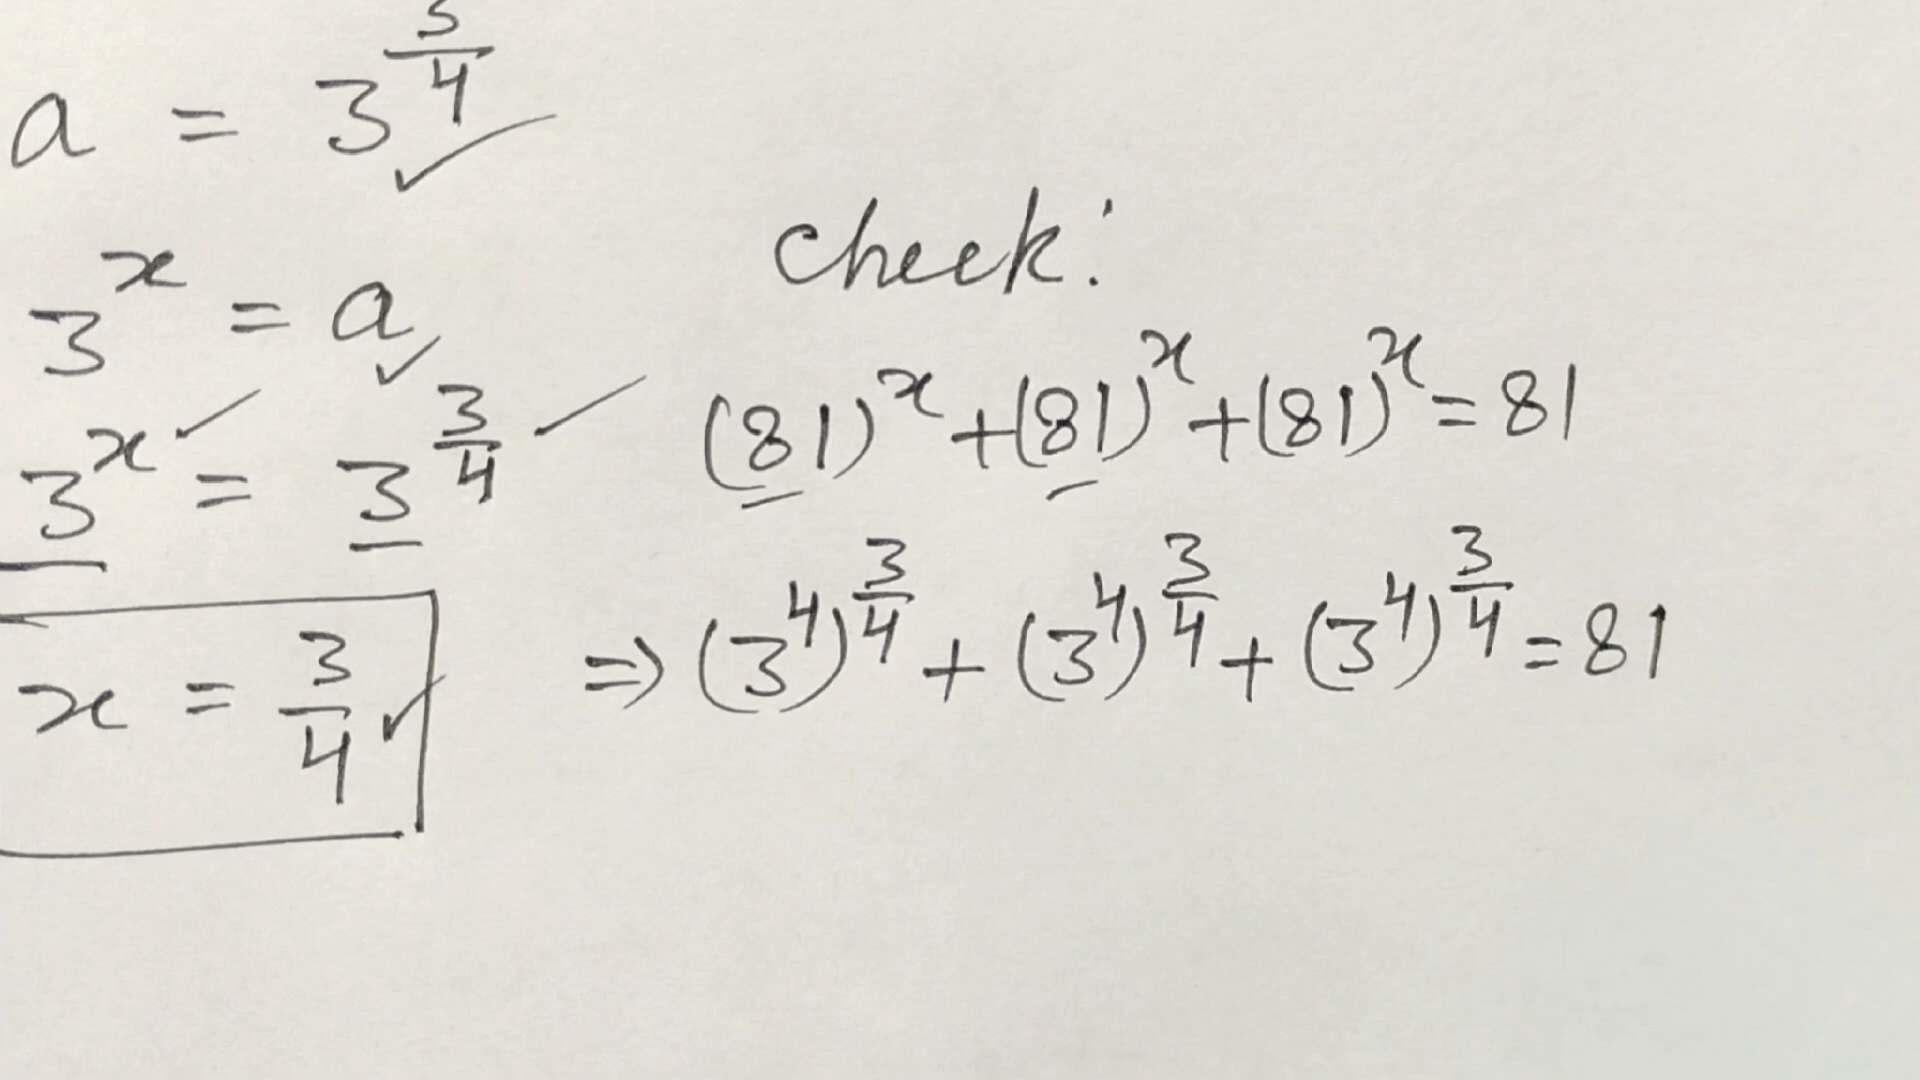 a = 3^(3/4) ✓
3^x = a ✓
3^x ✓ = 3^(3/4) ✓
x = 3/4 ✓
Check:
(81)^x + (81)^x + (81)^x = 81
⇒ (3^4)^(3/4) + (3^4)^(3/4) + (3^4)^(3/4) = 81